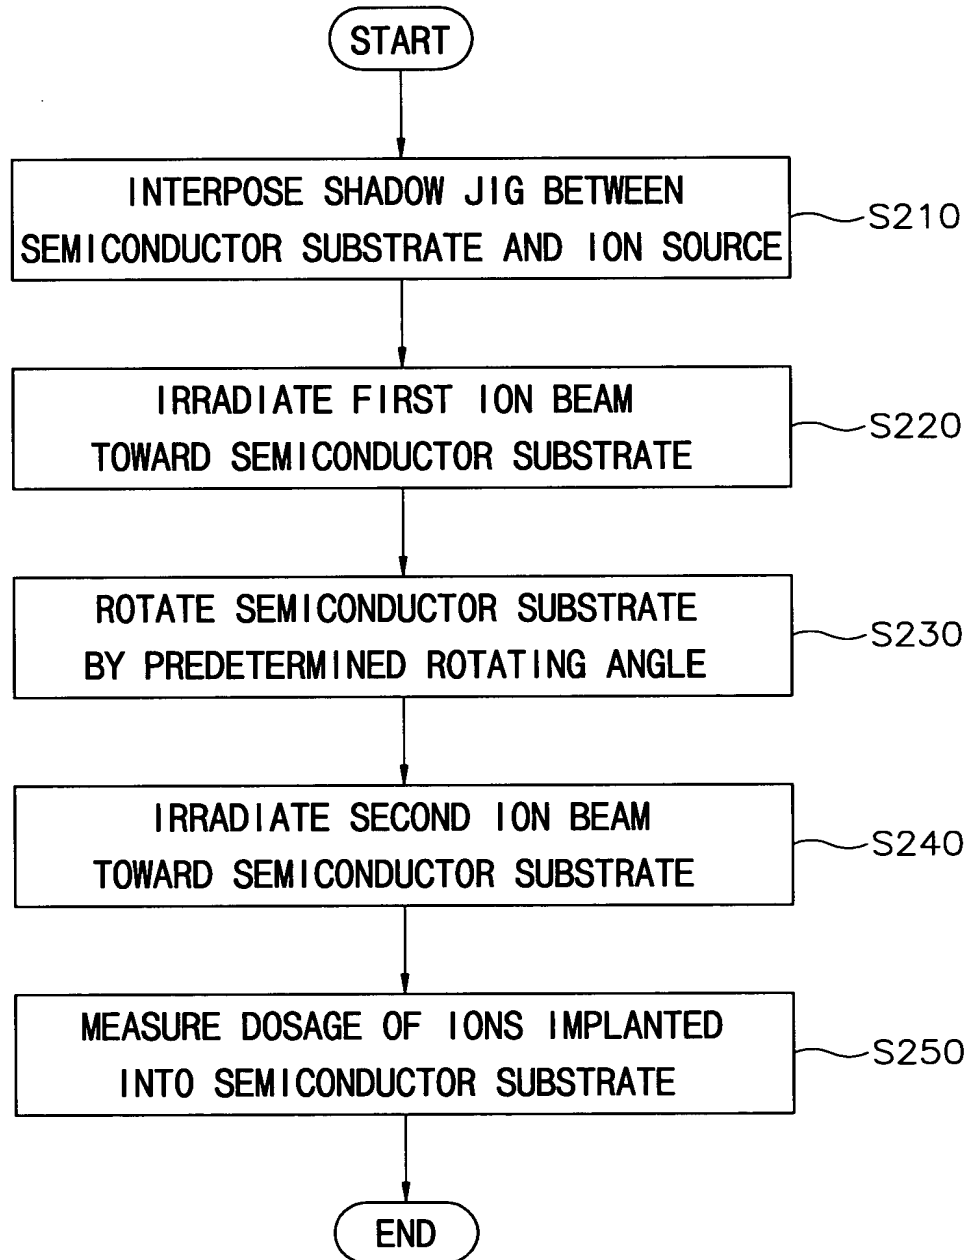 START
INTERPOSE SHADOW JIG BETWEEN
SEMICONDUCTOR SUBSTRATE AND ION SOURCE
S210
IRRADIATE FIRST ION BEAM
TOWARD SEMICONDUCTOR SUBSTRATE
S220
ROTATE SEMICONDUCTOR SUBSTRATE
BY PREDETERMINED ROTATING ANGLE
S230
IRRADIATE SECOND ION BEAM
TOWARD SEMICONDUCTOR SUBSTRATE
S240
MEASURE DOSAGE OF IONS IMPLANTED
INTO SEMICONDUCTOR SUBSTRATE
S250
END